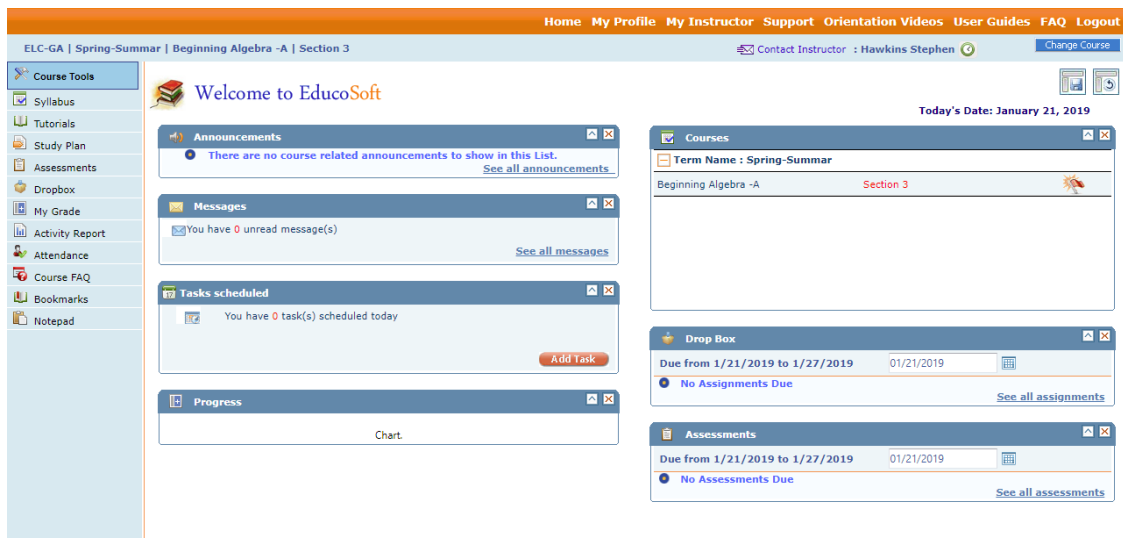 Home My Profile My Instructor Support Orientation Videos User Guides FAQ Logout
ELC-GA | Spring-Summar | Beginning Algebra -A | Section 3
Contact Instructor : Hawkins Stephen
Change Course
Course Tools
Syllabus
Tutorials
Study Plan
Assessments
Dropbox
My Grade
Activity Report
Attendance
Course FAQ
Bookmarks
Notepad
Welcome to EducoSoft
Today's Date: January 21, 2019
Announcements
There are no course related announcements to show in this List.
See all announcements
Messages
You have 0 unread message(s)
See all messages
Tasks scheduled
You have 0 task(s) scheduled today
Add Task
Progress
Chart.
Courses
Term Name : Spring-Summar
Beginning Algebra -A Section 3
Drop Box
Due from 1/21/2019 to 1/27/2019 01/21/2019
No Assignments Due
See all assignments
Assessments
Due from 1/21/2019 to 1/27/2019 01/21/2019
No Assessments Due
See all assessments